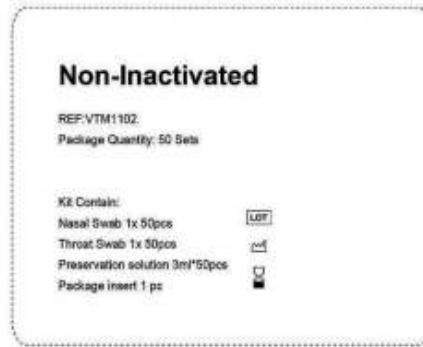 Non-Inactivated
REF:VTM1102
Package Quantity: 50 Sets
Kit Contain:
Nasal Swab 1x 50pcs
LOT
Throat Swab 1x 50pcs
Preservation solution 3ml*50pcs
Package insert 1 pc